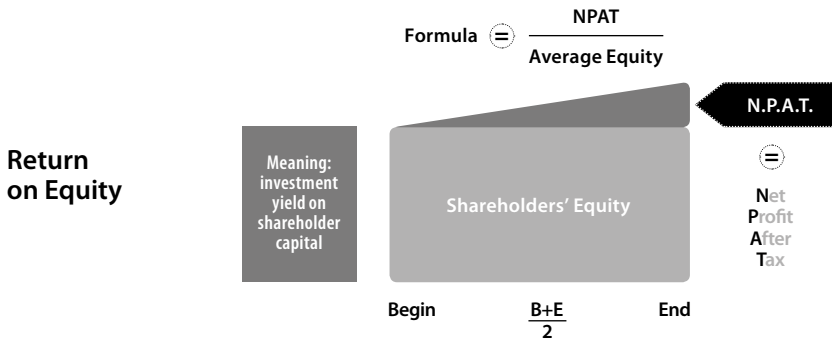 Return
on Equity
Formula = NPAT
Average Equity
Meaning:
investment
yield on
shareholder
capital
Shareholders' Equity
Begin
B+E
2
End
N.P.A.T.
=
Net
Profit
After
Tax